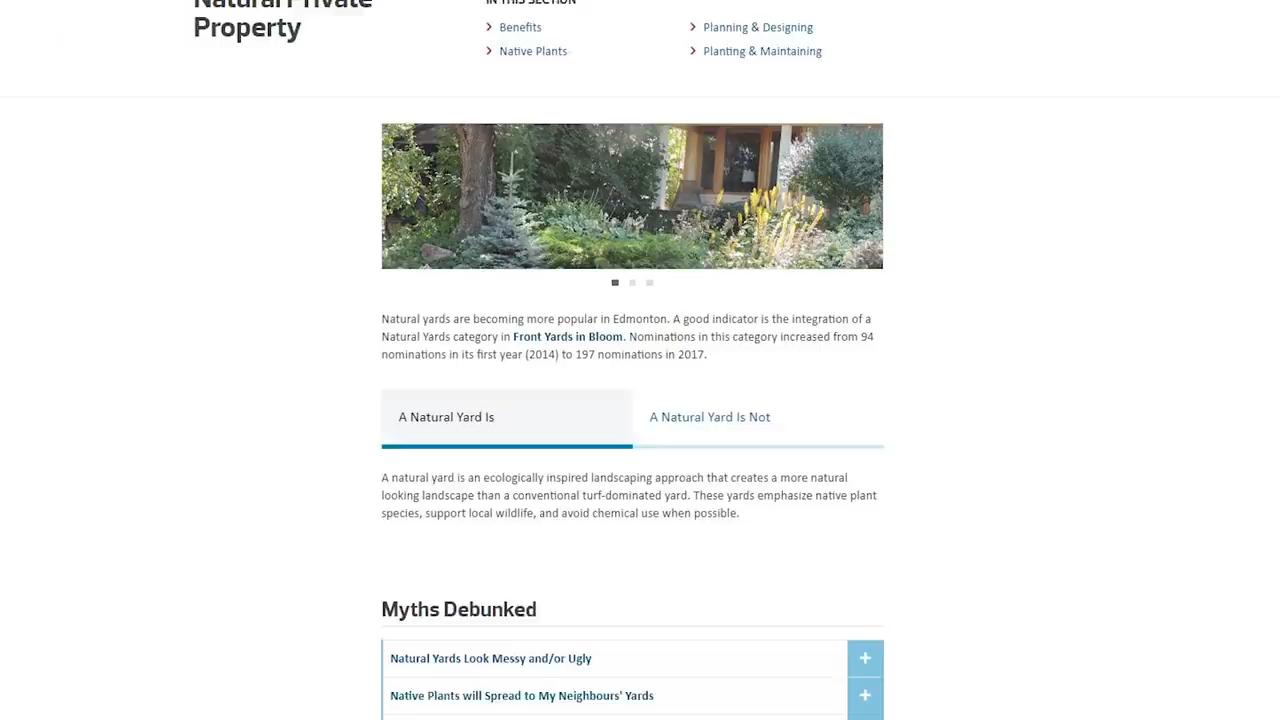 Natural Private
Property
IN THIS SECTION
Benefits
Native Plants
Planning & Designing
Planting & Maintaining
Natural yards are becoming more popular in Edmonton. A good indicator is the integration of a
Natural Yards category in Front Yards in Bloom. Nominations in this category increased from 94
nominations in its first year (2014) to 197 nominations in 2017.
A Natural Yard Is
A Natural Yard Is Not
A natural yard is an ecologically inspired landscaping approach that creates a more natural
looking landscape than a conventional turf-dominated yard. These yards emphasize native plant
species, support local wildlife, and avoid chemical use when possible.
Myths Debunked
Natural Yards Look Messy and/or Ugly
Native Plants will Spread to My Neighbours' Yards